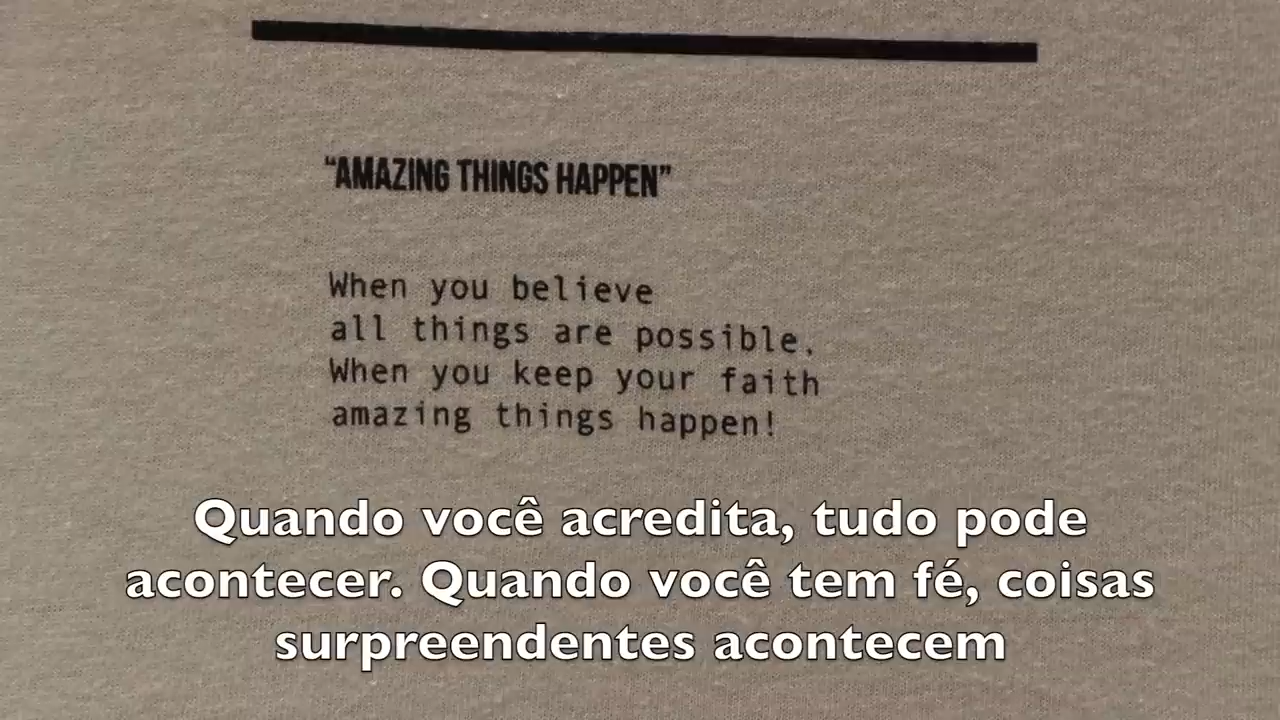 “AMAZING THINGS HAPPEN”
When you believe
all things are possible.
When you keep your faith
amazing things happen!
Quando você acredita, tudo pode
acontecer. Quando você tem fé, coisas
surpreendentes acontecem